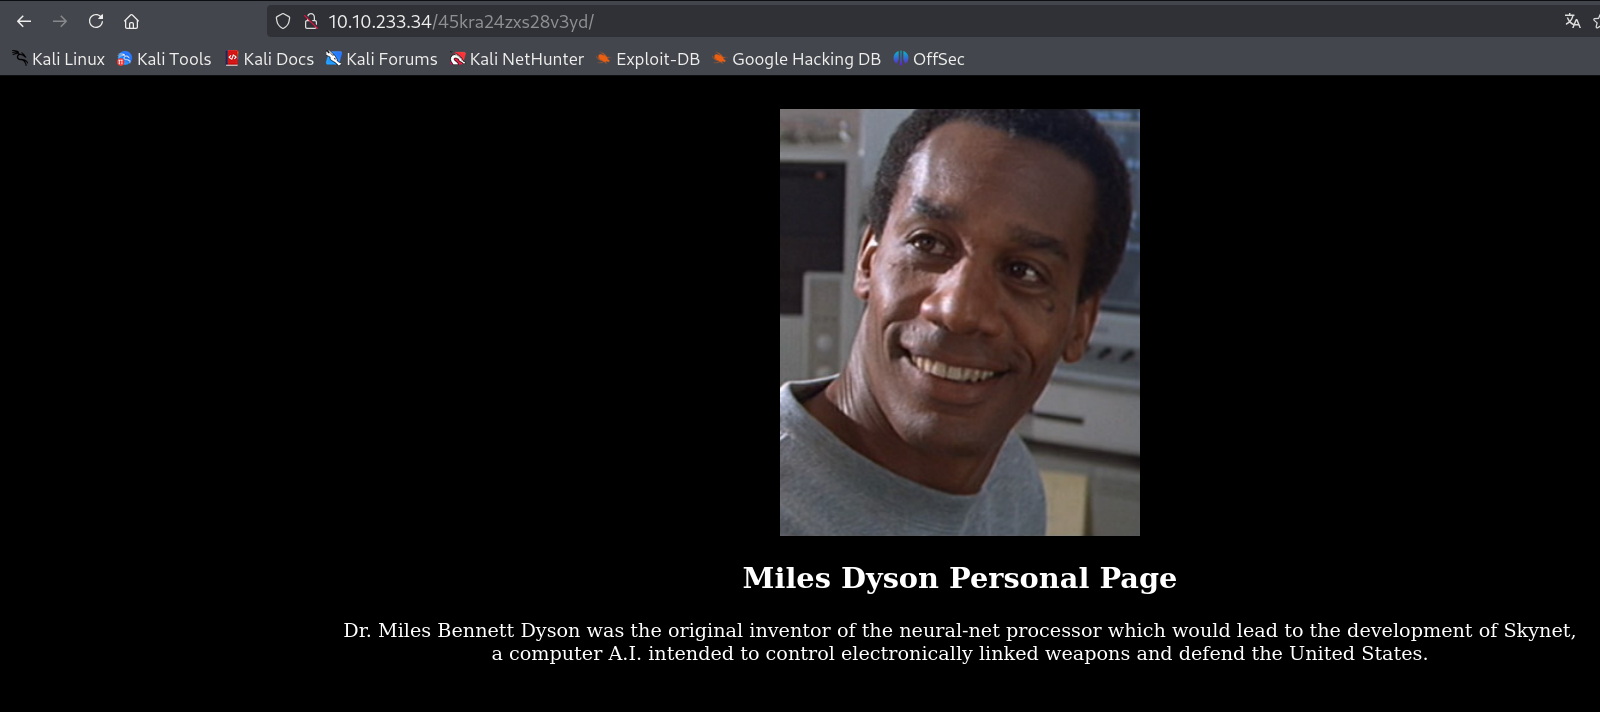 10.10.233.34/45kra24zxs28v3yd/
Kali Linux Kali Tools Kali Docs Kali Forums Kali NetHunter Exploit-DB Google Hacking DB OffSec
Miles Dyson Personal Page
Dr. Miles Bennett Dyson was the original inventor of the neural-net processor which would lead to the development of Skynet,
a computer A.I. intended to control electronically linked weapons and defend the United States.